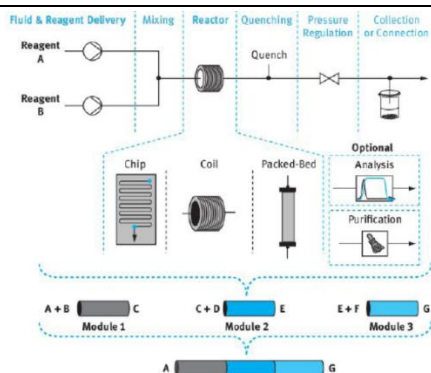 Fluid & Reagent Delivery Mixing Reactor Quenching Pressure Regulation Collection or Connection
Reagent A
Quench
Reagent B
Optional
Chip Coil Packed-Bed Analysis
Purification
A + B C C + D E E + F G
Module 1 Module 2 Module 3
A G